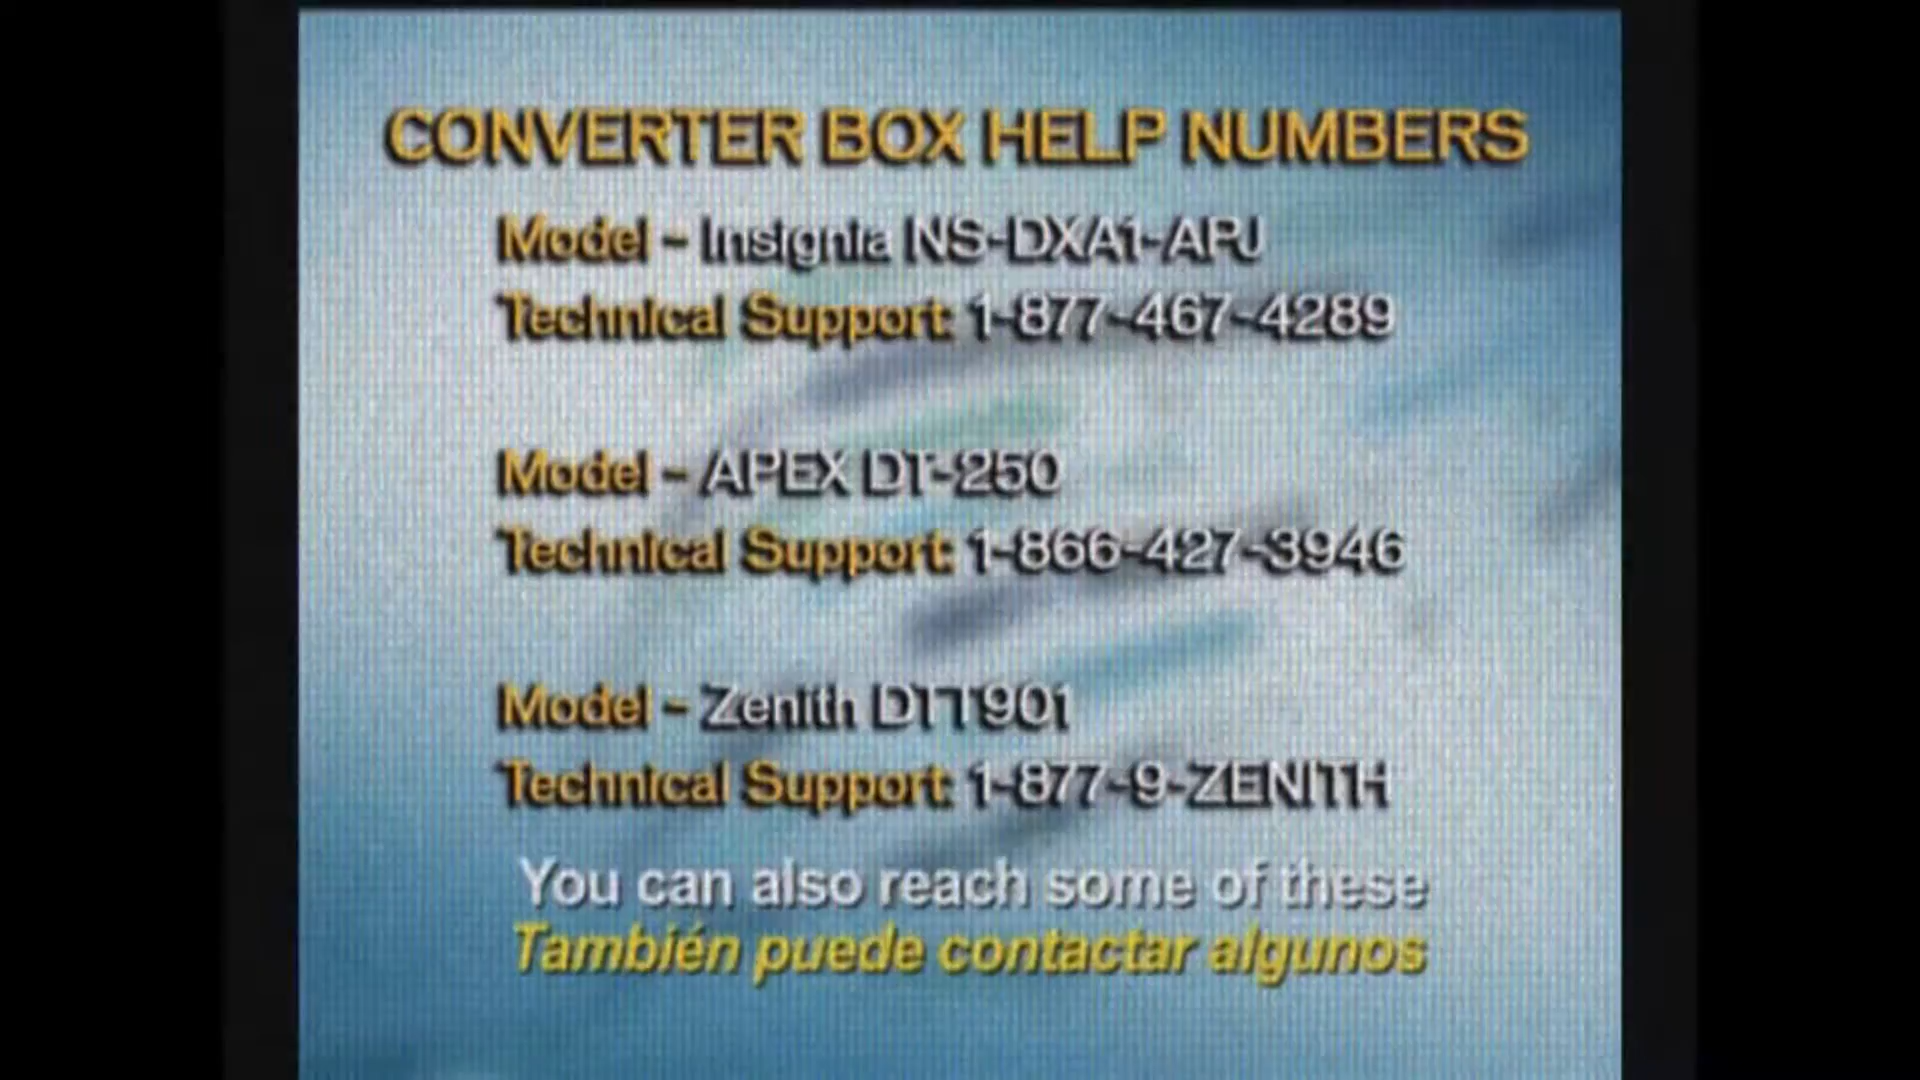 CONVERTER BOX HELP NUMBERS
Model - Insignia NS-DXA1-APJ
Technical Support: 1-877-467-4289
Model - APEX DT-250
Technical Support: 1-866-427-3946
Model - Zenith DTT901
Technical Support: 1-877-9-ZENITH
You can also reach some of these
También puede contactar algunos